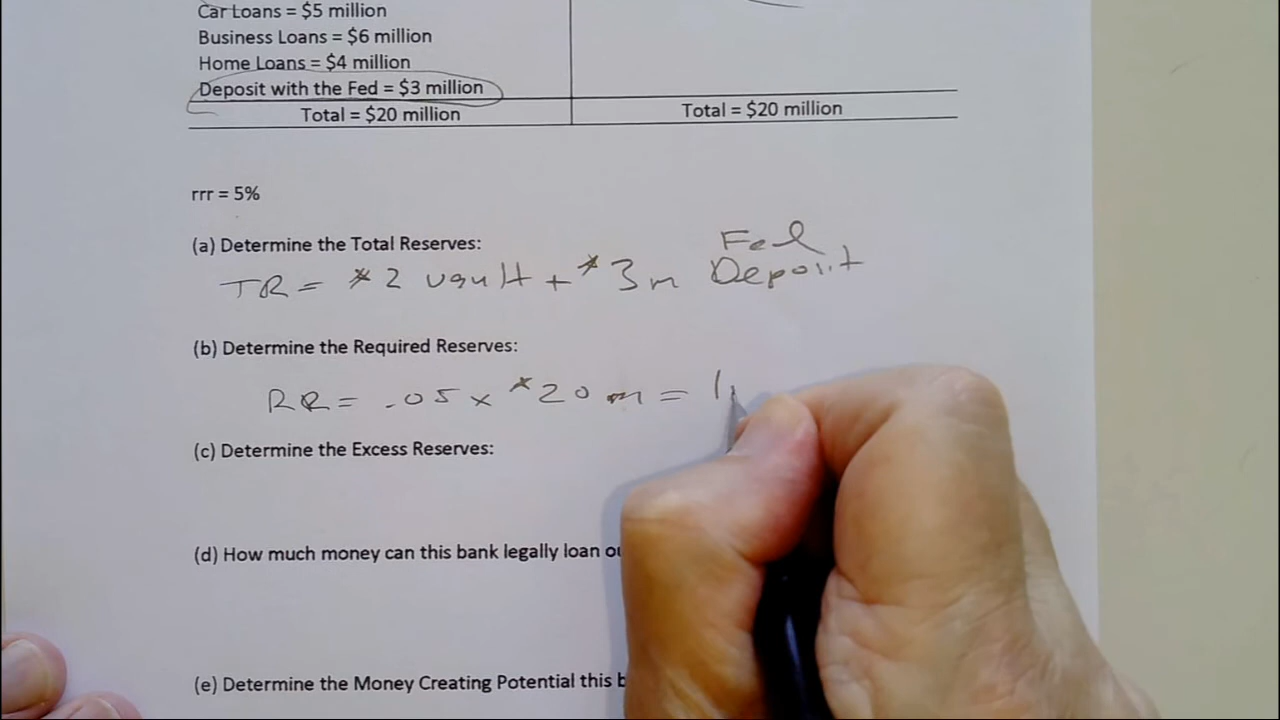 Car Loans = $5 million
Business Loans = $6 million
Home Loans = $4 million
Deposit with the Fed = $3 million
Total = $20 million Total = $20 million
rrr = 5%
(a) Determine the Total Reserves:
Fed
TR = $2 vault + $3m Deposit
(b) Determine the Required Reserves:
RR = .05 x $20m = 1
(c) Determine the Excess Reserves:
(d) How much money can this bank legally loan
(e) Determine the Money Creating Potential this